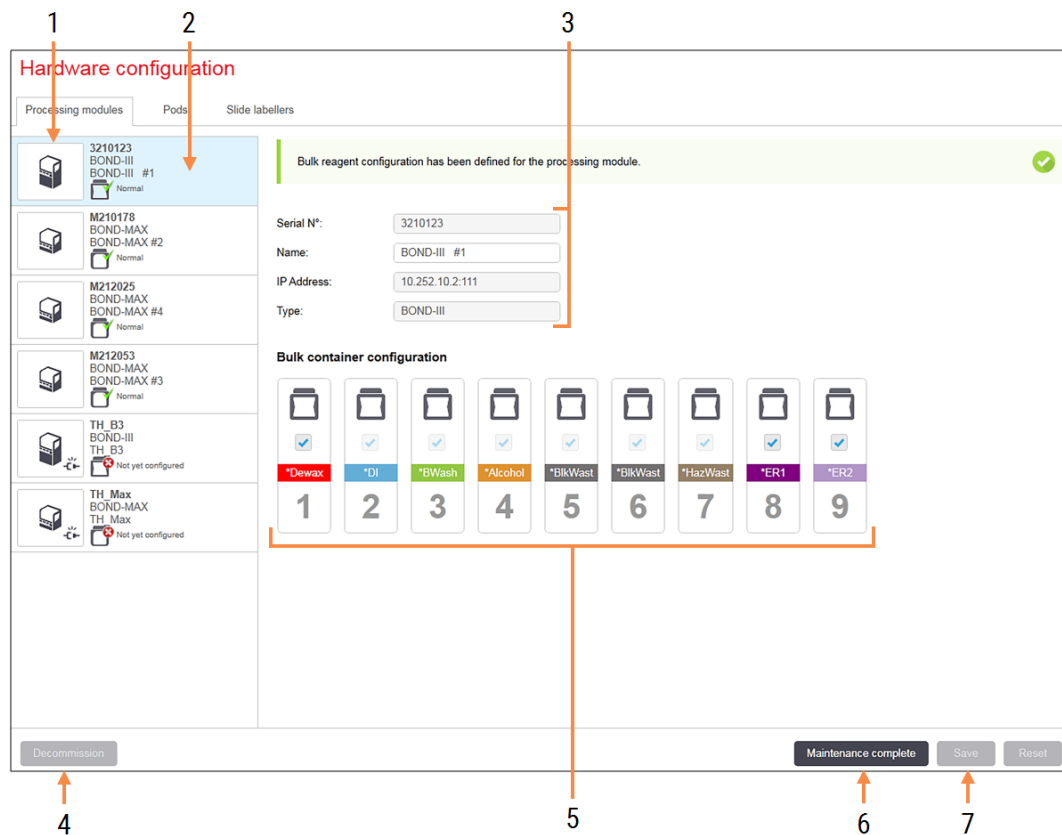 1 2 3
Hardware configuration
Processing modules Pods Slide labellers
3210123
BOND-III
BOND-III #1
Normal
M210178
BOND-MAX
BOND-MAX #2
Normal
M212025
BOND-MAX
BOND-MAX #4
Normal
M212053
BOND-MAX
BOND-MAX #3
Normal
TH_B3
BOND-III
TH_B3
Not yet configured
TH_Max
BOND-MAX
TH_Max
Not yet configured
Bulk reagent configuration has been defined for the processing module.
Serial N°: 3210123
Name: BOND-III #1
IP Address: 10.252.10.2:111
Type: BOND-III
Bulk container configuration
*Dewax *DI *BWash *Alcohol *BlkWast *BlkWast *HazWast *ER1 *ER2
1 2 3 4 5 6 7 8 9
Decommission Maintenance complete Save Reset
4 5 6 7